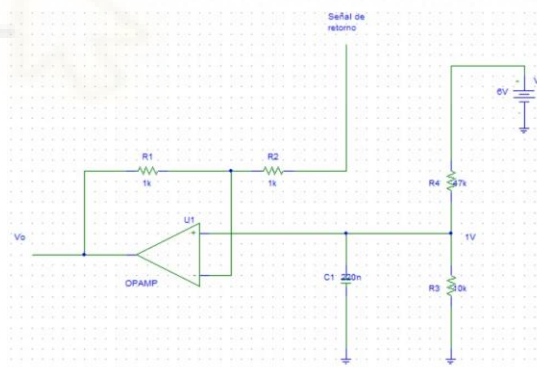 Señal de
retorno
V
6V
R1
1k
R2
1k
R4
47k
U1
Vo
1V
OPAMP
C1
220n
R3
10k